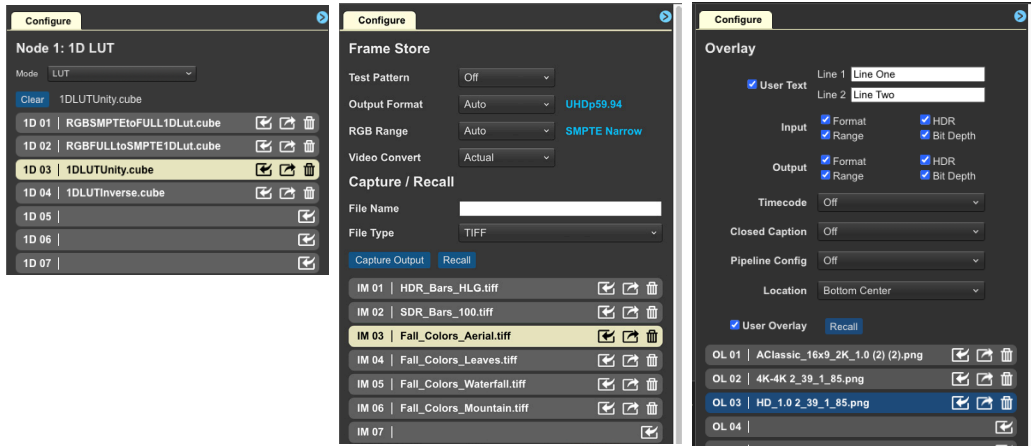 Configure
Node 1: 1D LUT
Mode LUT
Clear 1DLUTUnity.cube
1D 01 | RGBSMPTEtoFULL1DLut.cube
1D 02 | RGBFULLtoSMPTE1DLut.cube
1D 03 | 1DLUTUnity.cube
1D 04 | 1DLUTInverse.cube
1D 05 |
1D 06 |
1D 07 |
Configure
Frame Store
Test Pattern Off
Output Format Auto UHDp59.94
RGB Range Auto SMPTE Narrow
Video Convert Actual
Capture / Recall
File Name
File Type TIFF
Capture Output Recall
IM 01 | HDR_Bars_HLG.tiff
IM 02 | SDR_Bars_100.tiff
IM 03 | Fall_Colors_Aerial.tiff
IM 04 | Fall_Colors_Leaves.tiff
IM 05 | Fall_Colors_Waterfall.tiff
IM 06 | Fall_Colors_Mountain.tiff
IM 07 |
Configure
Overlay
User Text Line 1 Line One
Line 2 Line Two
Input Format HDR
Range Bit Depth
Output Format HDR
Range Bit Depth
Timecode Off
Closed Caption Off
Pipeline Config Off
Location Bottom Center
User Overlay Recall
OL 01 | AClassic_16x9_2K_1.0 (2) (2).png
OL 02 | 4K-4K 2_39_1_85.png
OL 03 | HD_1.0 2_39_1_85.png
OL 04 |